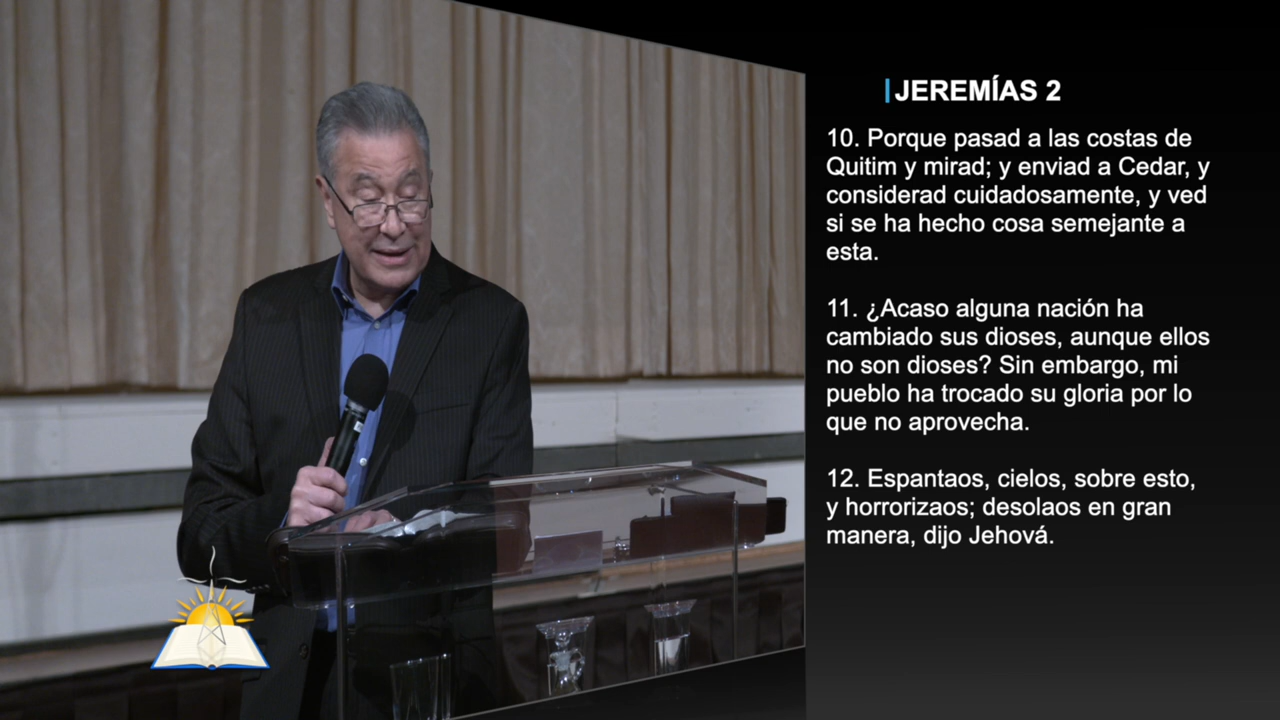 JEREMÍAS 2
10. Porque pasad a las costas de
Quitim y mirad; y enviad a Cedar, y
considerad cuidadosamente, y ved
si se ha hecho cosa semejante a
esta.
11. ¿Acaso alguna nación ha
cambiado sus dioses, aunque ellos
no son dioses? Sin embargo, mi
pueblo ha trocado su gloria por lo
que no aprovecha.
12. Espantaos, cielos, sobre esto,
y horrorizaos; desolaos en gran
manera, dijo Jehová.